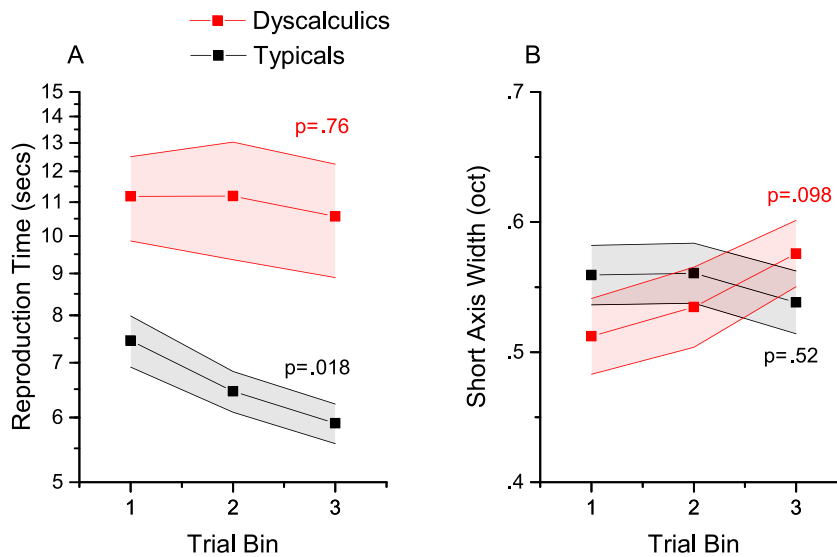 Dyscalculics
Typicals
A
B
Reproduction Time (secs)
15
14
13
12
11
10
9
8
7
6
5
p=.76
p=.018
1
2
3
Trial Bin
Short Axis Width (oct)
.7
.6
.5
.4
p=.098
p=.52
1
2
3
Trial Bin